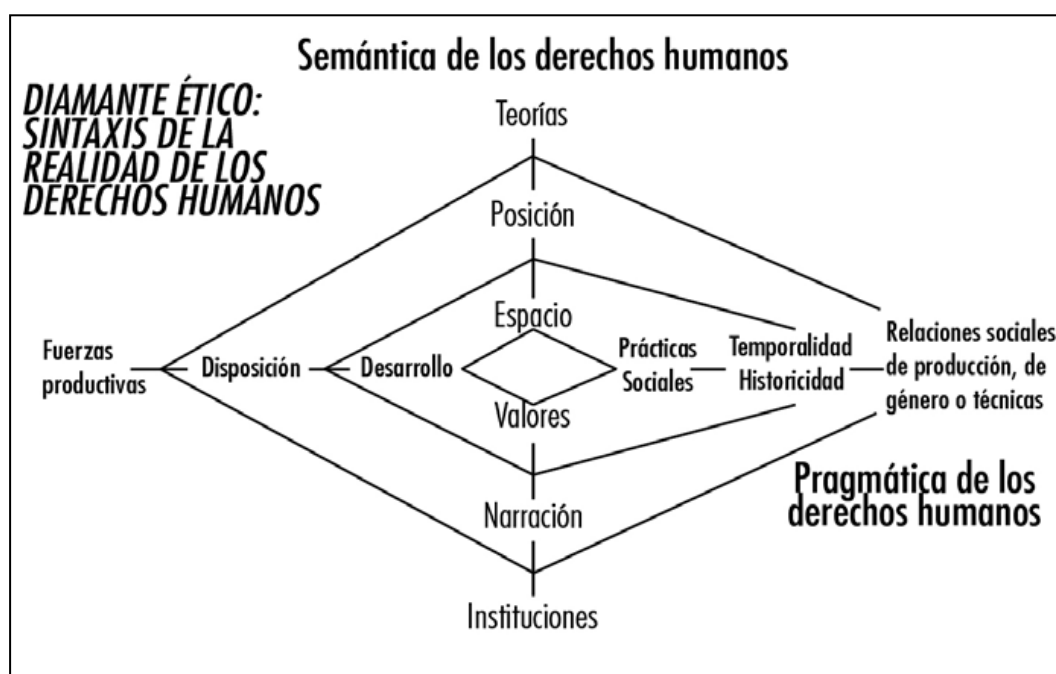 Semántica de los derechos humanos
DIAMANTE ÉTICO:
SINTAXIS DE LA
REALIDAD DE LOS
DERECHOS HUMANOS
Teorías
Posición
Espacio
Fuerzas
productivas
Disposición
Desarrollo
Prácticas
Sociales
Temporalidad
Historicidad
Relaciones sociales
de producción, de
género o técnicas
Valores
Pragmática de los
derechos humanos
Narración
Instituciones